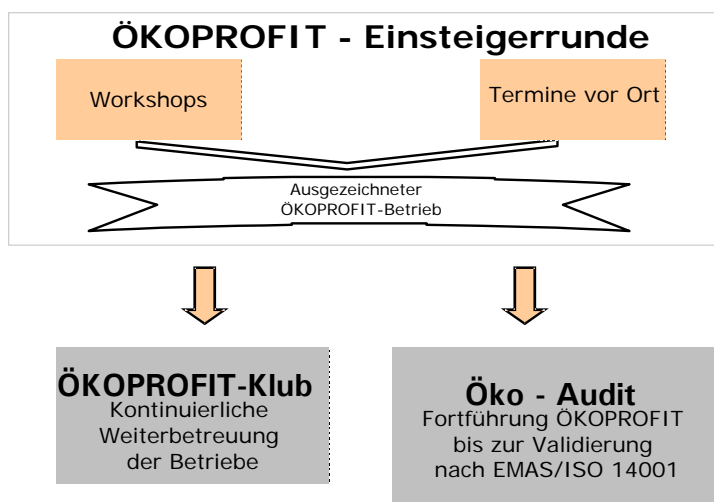 ÖKOPROFIT - Einsteigerrunde
Workshops
Termine vor Ort
Ausgezeichneter
ÖKOPROFIT-Betrieb
ÖKOPROFIT-Klub
Kontinuierliche
Weiterbetreuung
der Betriebe
Öko - Audit
Fortführung ÖKOPROFIT
bis zur Validierung
nach EMAS/ISO 14001